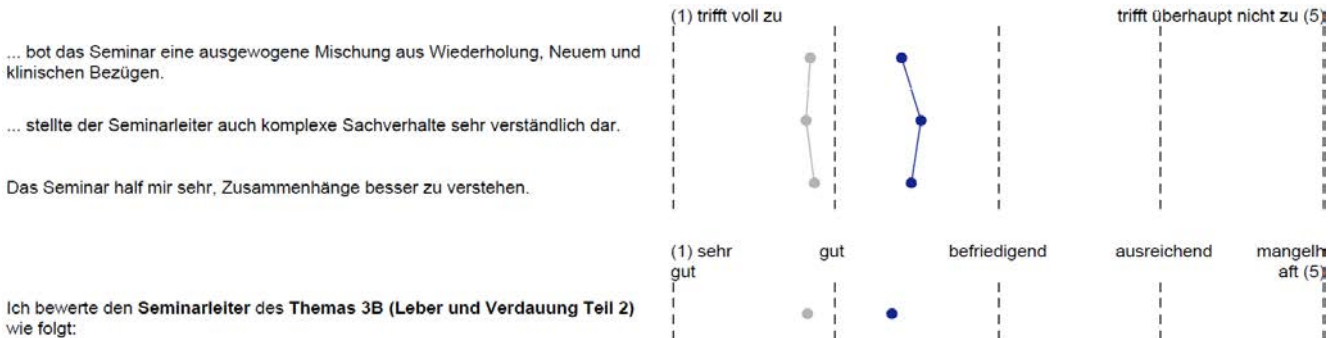 (1) trifft voll zu
trifft überhaupt nicht zu (5)
... bot das Seminar eine ausgewogene Mischung aus Wiederholung, Neuem und
klinischen Bezügen.
... stellte der Seminarleiter auch komplexe Sachverhalte sehr verständlich dar.
Das Seminar half mir sehr, Zusammenhänge besser zu verstehen.
(1) sehr
gut
gut
befriedigend
ausreichend
mangelh
aft (5)
Ich bewerte den Seminarleiter des Themas 3B (Leber und Verdauung Teil 2)
wie folgt: